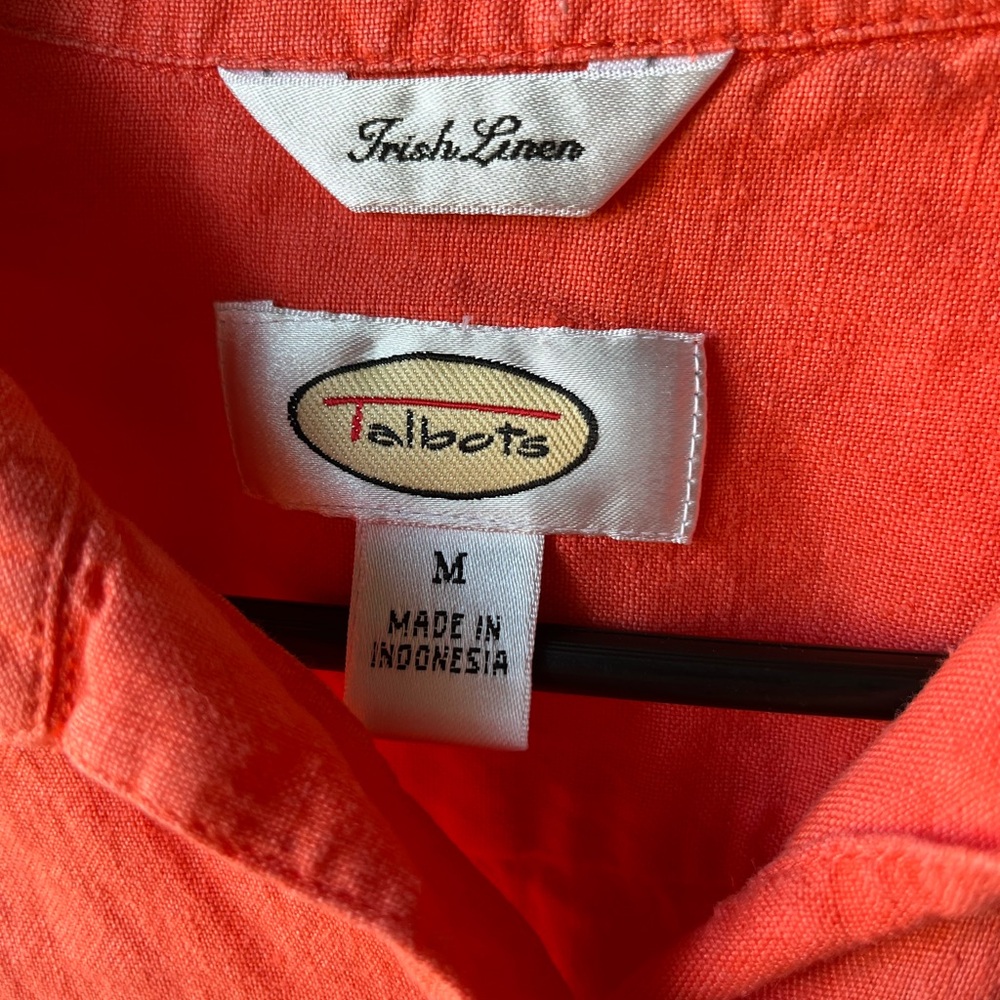 Irish Linen
Talbots
M
MADE IN
INDONESIA